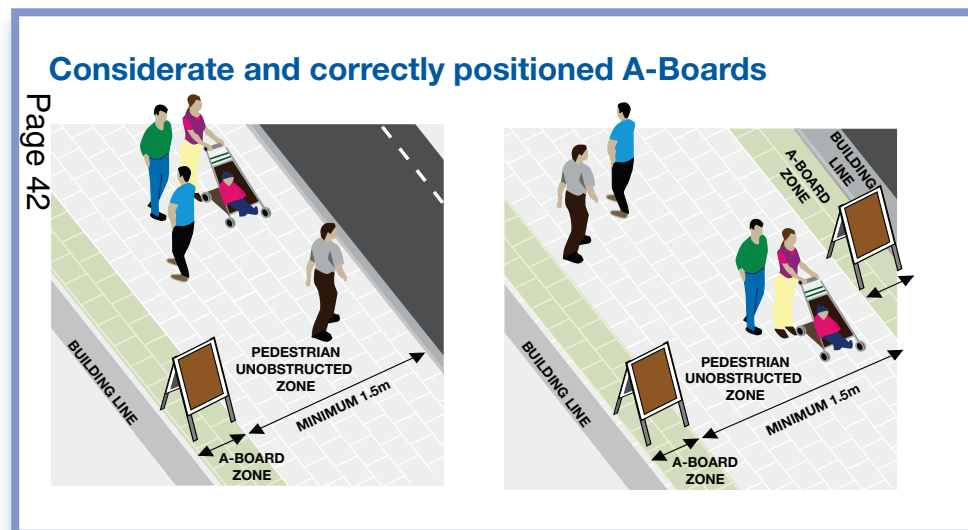 Considerate and correctly positioned A-Boards
Page 42
BUILDING LINE
PEDESTRIAN
UNOBSTRUCTED
ZONE
MINIMUM 1.5m
A-BOARD
ZONE
A-BOARD
ZONE
BUILDING
LINE
BUILDING LINE
PEDESTRIAN
UNOBSTRUCTED
ZONE
MINIMUM 1.5m
A-BOARD
ZONE